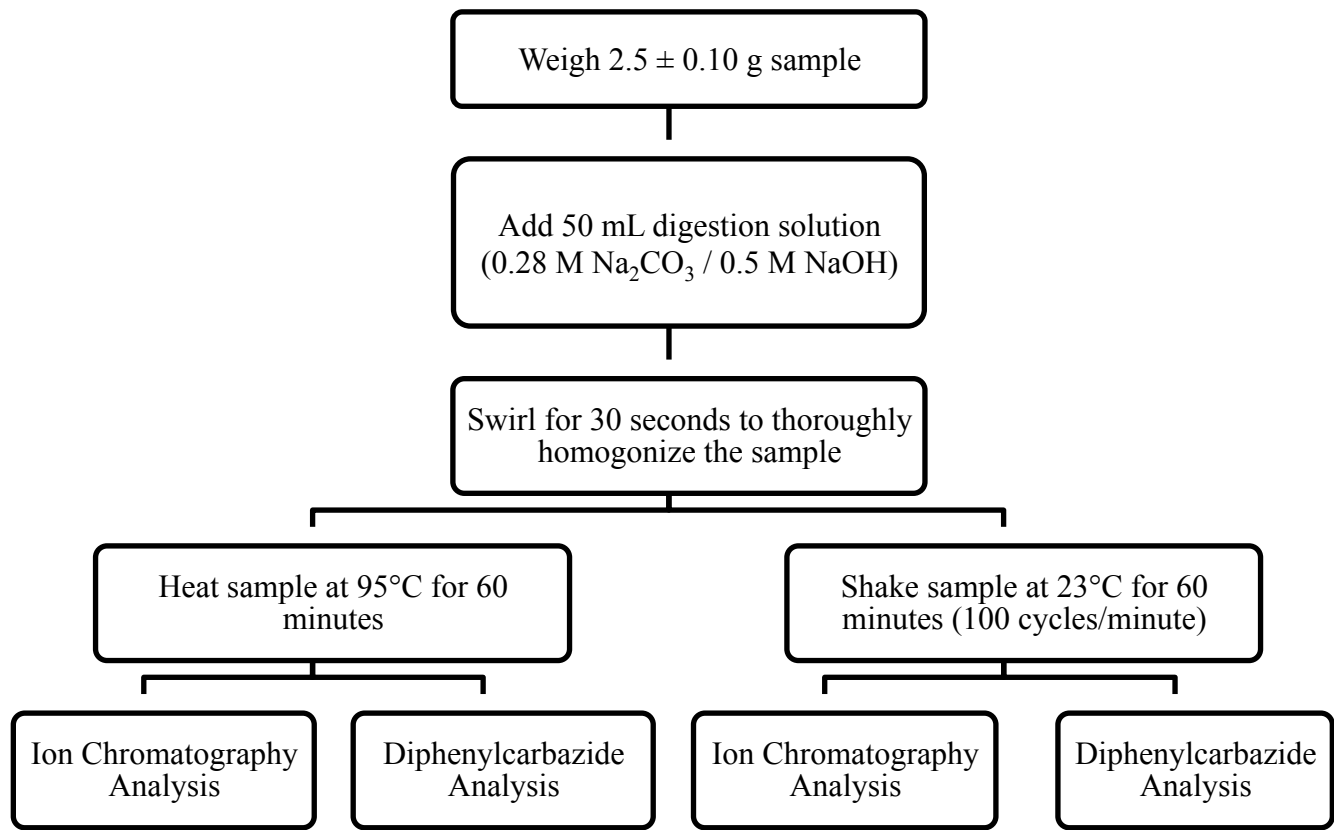 Weigh 2.5 ± 0.10 g sample
Add 50 mL digestion solution
(0.28 M Na₂CO₃ / 0.5 M NaOH)
Swirl for 30 seconds to thoroughly
homogonize the sample
Heat sample at 95°C for 60
minutes
Shake sample at 23°C for 60
minutes (100 cycles/minute)
Ion Chromatography
Analysis
Diphenylcarbazide
Analysis
Ion Chromatography
Analysis
Diphenylcarbazide
Analysis